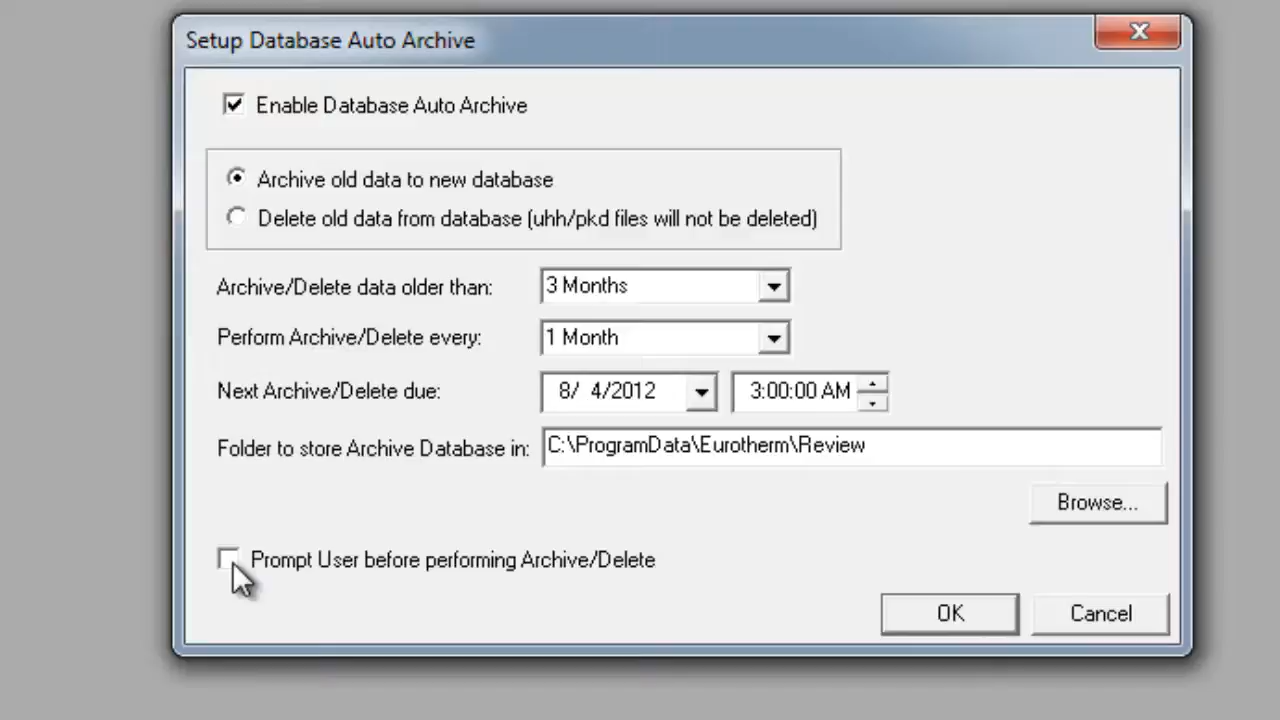 Setup Database Auto Archive
Enable Database Auto Archive
Archive old data to new database
Delete old data from database (uhh/pkd files will not be deleted)
Archive/Delete data older than: 3 Months
Perform Archive/Delete every: 1 Month
Next Archive/Delete due: 8/ 4/2012 3:00:00 AM
Folder to store Archive Database in: C:\ProgramData\Eurotherm\Review
Browse...
Prompt User before performing Archive/Delete
OK Cancel